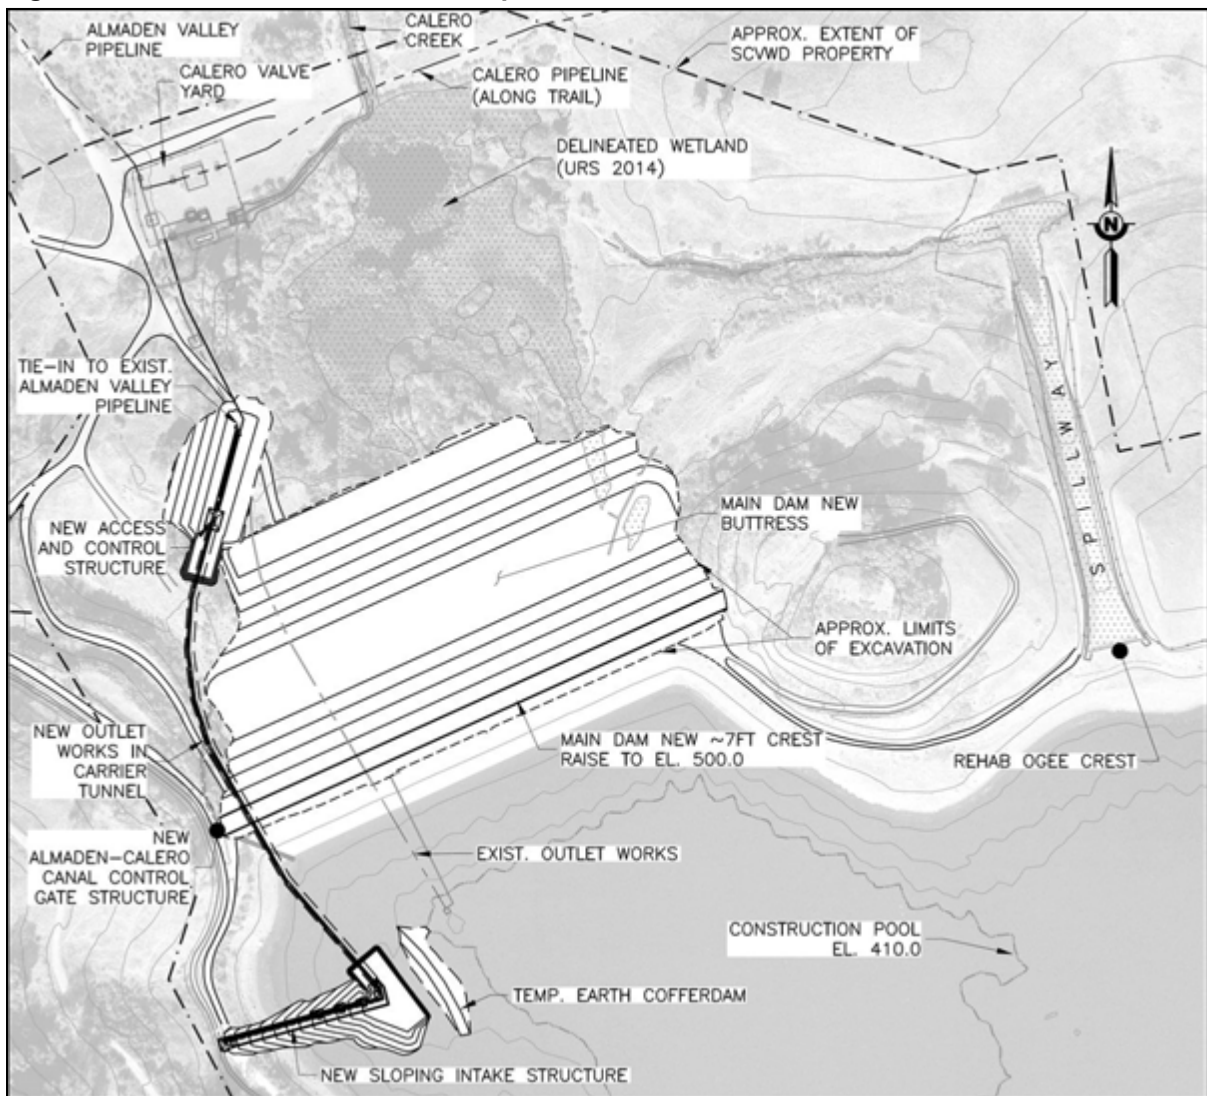 ALMADEN VALLEY
PIPELINE
CALERO
CREEK
APPROX. EXTENT OF
SCVWD PROPERTY
CALERO VALVE
YARD
CALERO PIPELINE
(ALONG TRAIL)
DELINEATED WETLAND
(URS 2014)
N
TIE-IN TO EXIST.
ALMADEN VALLEY
PIPELINE
SPILLWAY
NEW ACCESS
AND CONTROL
STRUCTURE
MAIN DAM NEW
BUTTRESS
APPROX. LIMITS
OF EXCAVATION
NEW OUTLET
WORKS IN
CARRIER
TUNNEL
MAIN DAM NEW ~7FT CREST
RAISE TO EL. 500.0
REHAB OGEE CREST
NEW
ALMADEN-CALERO
CANAL CONTROL
GATE STRUCTURE
EXIST. OUTLET WORKS
CONSTRUCTION POOL
EL. 410.0
TEMP. EARTH COFFERDAM
NEW SLOPING INTAKE STRUCTURE